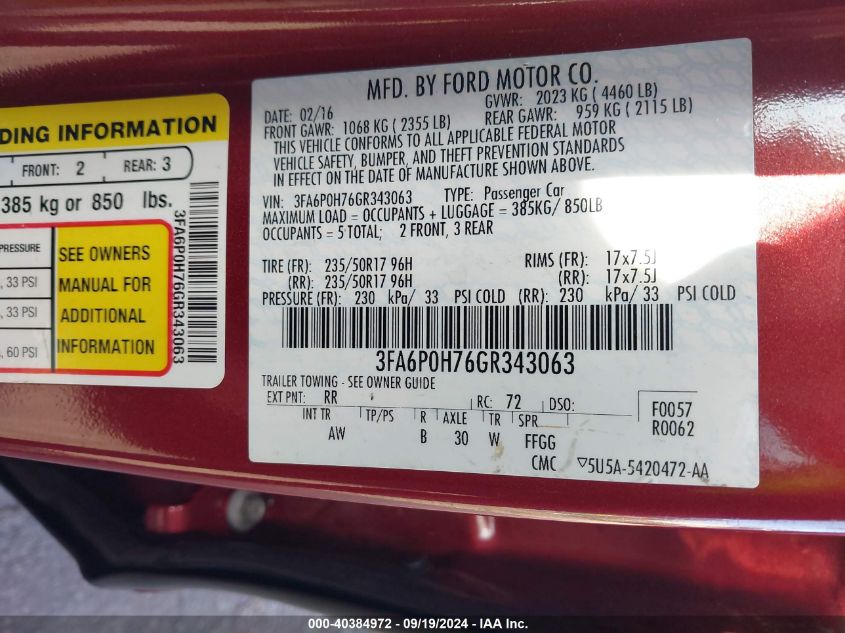 DING INFORMATION
FRONT: 2 REAR: 3
385 kg or 850 lbs.
PRESSURE
, 33 PSI
, 33 PSI
, 60 PSI
SEE OWNERS
MANUAL FOR
ADDITIONAL
INFORMATION
3FA6P0H76GR343063
MFD. BY FORD MOTOR CO.
DATE: 02/16 GVWR: 2023 KG ( 4460 LB)
FRONT GAWR: 1068 KG ( 2355 LB) REAR GAWR: 959 KG ( 2115 LB)
THIS VEHICLE CONFORMS TO ALL APPLICABLE FEDERAL MOTOR
VEHICLE SAFETY, BUMPER, AND THEFT PREVENTION STANDARDS
IN EFFECT ON THE DATE OF MANUFACTURE SHOWN ABOVE.
VIN: 3FA6P0H76GR343063 TYPE: Passenger Car
MAXIMUM LOAD = OCCUPANTS + LUGGAGE = 385KG/ 850LB
OCCUPANTS = 5 TOTAL; 2 FRONT, 3 REAR
TIRE (FR): 235/50R17 96H RIMS (FR): 17x7.5J
(RR): 235/50R17 96H (RR): 17x7.5J
PRESSURE (FR): 230 kPa/ 33 PSI COLD (RR): 230 kPa/ 33 PSI COLD
3FA6P0H76GR343063
TRAILER TOWING - SEE OWNER GUIDE
EXT PNT: RR RC: 72 DSO: F0057
INT TR TP/PS R AXLE TR SPR R0062
AW B 30 W FFGG
CMC ▽5U5A-5420472-AA
000-40384972 - 09/19/2024 - IAAI.com.